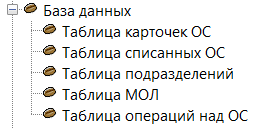 База данных
Таблица карточек ОС
Таблица списанных ОС
Таблица подразделений
Таблица МОЛ
Таблица операций над ОС